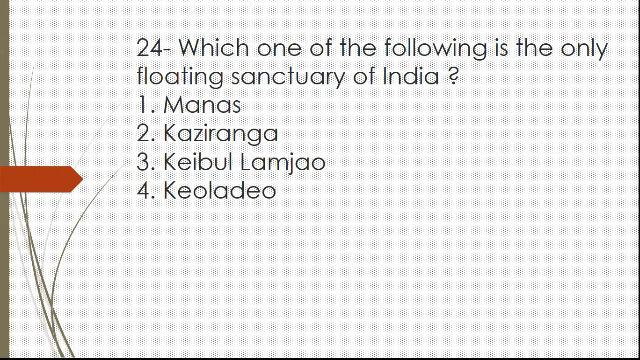 24- Which one of the following is the only
floating sanctuary of India ?
1. Manas
2. Kaziranga
3. Keibul Lamjao
4. Keoladeo